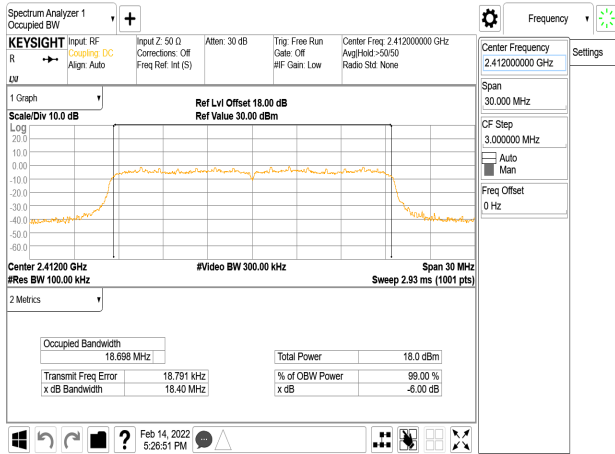 Spectrum Analyzer 1
Occupied BW
Frequency
KEYSIGHT
R
Input: RF
Coupling: DC
Align: Auto
Input Z: 50 Ω
Corrections: Off
Freq Ref: Int (S)
Atten: 30 dB
Trig: Free Run
Gate: Off
#IF Gain: Low
Center Freq: 2.412000000 GHz
Avg|Hold:>50/50
Radio Std: None
Center Frequency
2.412000000 GHz
Settings
Span
30.000 MHz
CF Step
3.000000 MHz
Auto
Man
Freq Offset
0 Hz
1 Graph
Scale/Div 10.0 dB
Ref Lvl Offset 18.00 dB
Ref Value 30.00 dBm
Log
20.0
10.0
0.00
-10.0
-20.0
-30.0
-40.0
-50.0
-60.0
Center 2.41200 GHz
#Res BW 100.00 kHz
#Video BW 300.00 kHz
Span 30 MHz
Sweep 2.93 ms (1001 pts)
2 Metrics
Occupied Bandwidth
18.698 MHz
Total Power 18.0 dBm
Transmit Freq Error 18.791 kHz
% of OBW Power 99.00 %
x dB Bandwidth 18.40 MHz
x dB -6.00 dB
?
Feb 14, 2022
5:26:51 PM